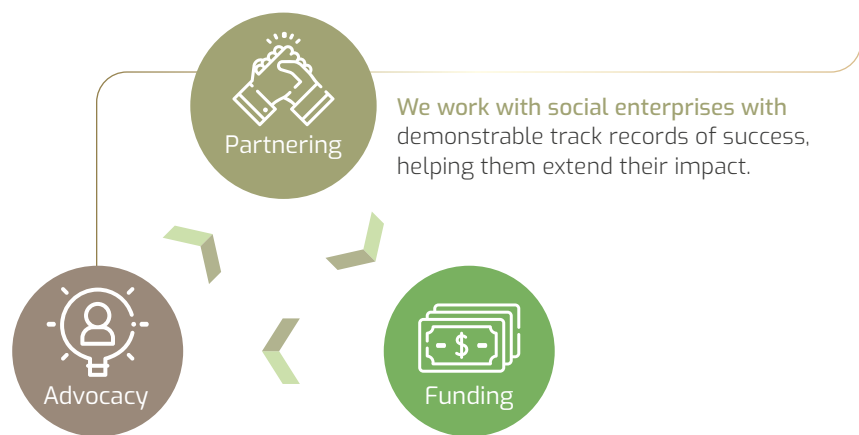 Partnering
We work with social enterprises with
demonstrable track records of success,
helping them extend their impact.
$
Advocacy
Funding